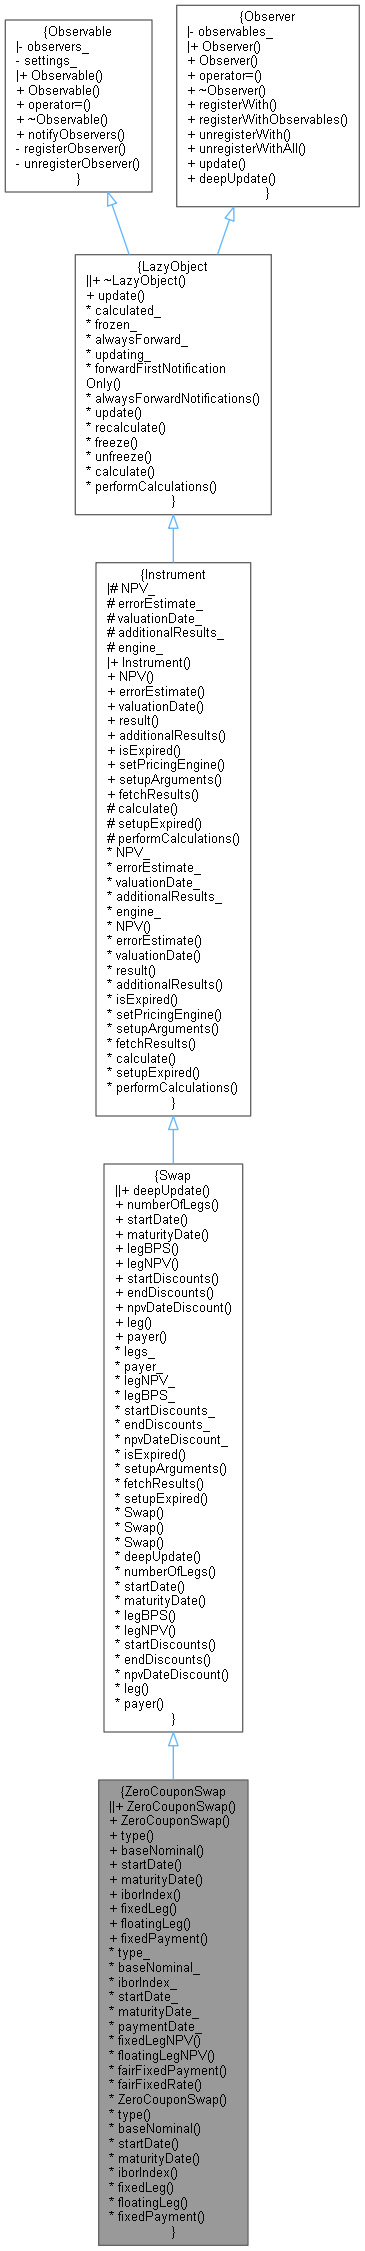 {Observable
|- observers_
- settings_
|+ Observable()
+ Observable()
+ operator=()
+ ~Observable()
+ notifyObservers()
- registerObserver()
- unregisterObserver()
}
{Observer
|- observables_
|+ Observer()
+ Observer()
+ operator=()
+ ~Observer()
+ registerWith()
+ registerWithObservables()
+ unregisterWith()
+ unregisterWithAll()
+ update()
+ deepUpdate()
}
{LazyObject
||+ ~LazyObject()
+ update()
* calculated_
* frozen_
* alwaysForward_
* updating_
* forwardFirstNotification
Only()
* alwaysForwardNotifications()
* update()
* recalculate()
* freeze()
* unfreeze()
* calculate()
* performCalculations()
}
{Instrument
|# NPV_
# errorEstimate_
# valuationDate_
# additionalResults_
# engine_
|+ Instrument()
+ NPV()
+ errorEstimate()
+ valuationDate()
+ result()
+ additionalResults()
+ isExpired()
+ setPricingEngine()
+ setupArguments()
+ fetchResults()
# calculate()
# setupExpired()
# performCalculations()
* NPV_
* errorEstimate_
* valuationDate_
* additionalResults_
* engine_
* NPV()
* errorEstimate()
* valuationDate()
* result()
* additionalResults()
* isExpired()
* setPricingEngine()
* setupArguments()
* fetchResults()
* calculate()
* setupExpired()
* performCalculations()
}
{Swap
||+ deepUpdate()
+ numberOfLegs()
+ startDate()
+ maturityDate()
+ legBPS()
+ legNPV()
+ startDiscounts()
+ endDiscounts()
+ npvDateDiscount()
+ leg()
+ payer()
* legs_
* payer_
* legNPV_
* legBPS_
* startDiscounts_
* endDiscounts_
* npvDateDiscount_
* isExpired()
* setupArguments()
* fetchResults()
* setupExpired()
* Swap()
* Swap()
* Swap()
* deepUpdate()
* numberOfLegs()
* startDate()
* maturityDate()
* legBPS()
* legNPV()
* startDiscounts()
* endDiscounts()
* npvDateDiscount()
* leg()
* payer()
}
{ZeroCouponSwap
||+ ZeroCouponSwap()
+ ZeroCouponSwap()
+ type()
+ baseNominal()
+ startDate()
+ maturityDate()
+ iborIndex()
+ fixedLeg()
+ floatingLeg()
+ fixedPayment()
* type_
* baseNominal_
* iborIndex_
* startDate_
* maturityDate_
* paymentDate_
* fixedLegNPV()
* floatingLegNPV()
* fairFixedPayment()
* fairFixedRate()
* ZeroCouponSwap()
* type()
* baseNominal()
* startDate()
* maturityDate()
* iborIndex()
* fixedLeg()
* floatingLeg()
* fixedPayment()
}